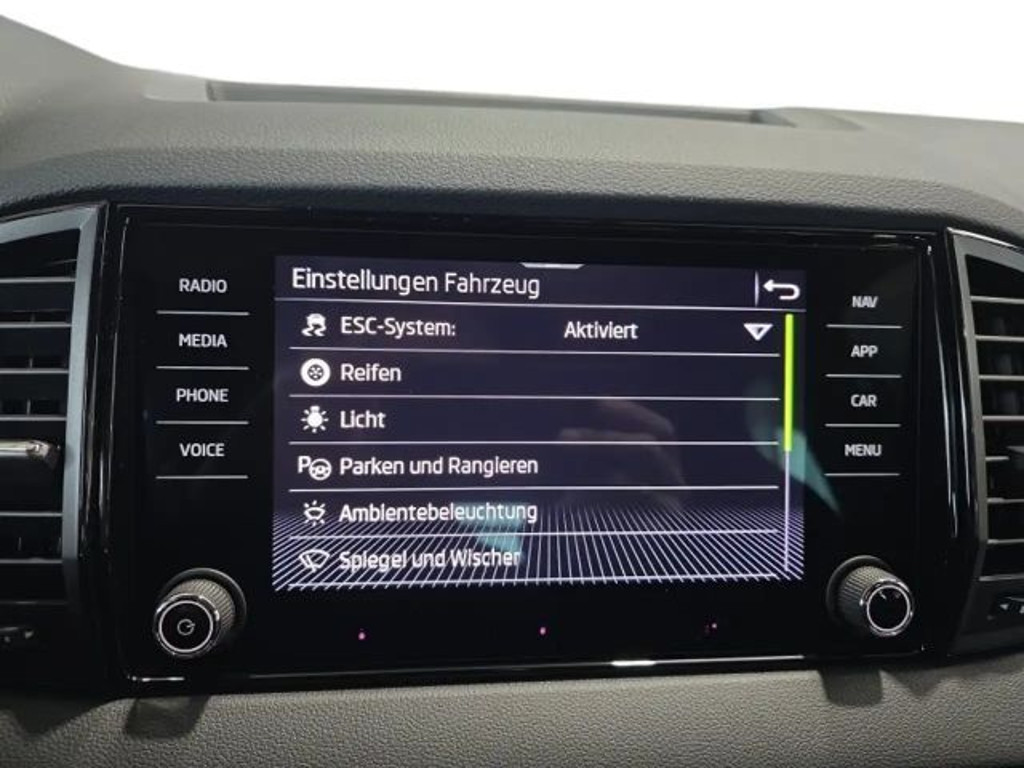 RADIO
MEDIA
PHONE
VOICE
Einstellungen Fahrzeug
ESC-System: Aktiviert
Reifen
Licht
Parken und Rangieren
Ambientebeleuchtung
Spiegel und Wischer
NAV
APP
CAR
MENU